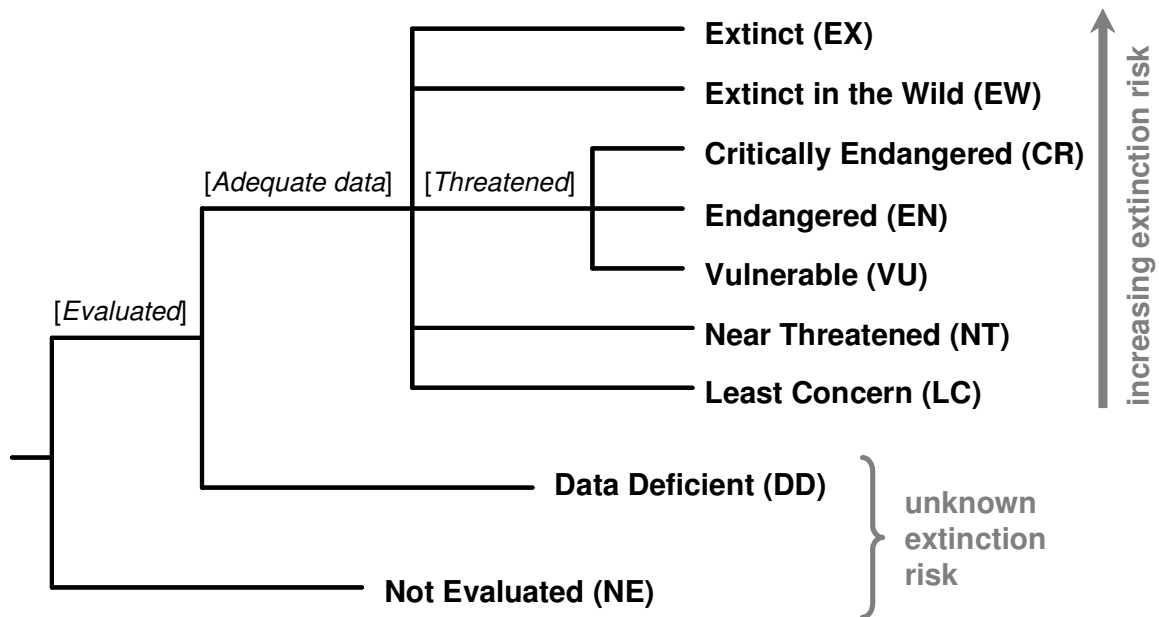 Extinct (EX)
Extinct in the Wild (EW)
Critically Endangered (CR)
[Adequate data]
[Threatened]
Endangered (EN)
Vulnerable (VU)
[Evaluated]
Near Threatened (NT)
Least Concern (LC)
increasing extinction risk
Data Deficient (DD)
unknown
extinction
risk
Not Evaluated (NE)